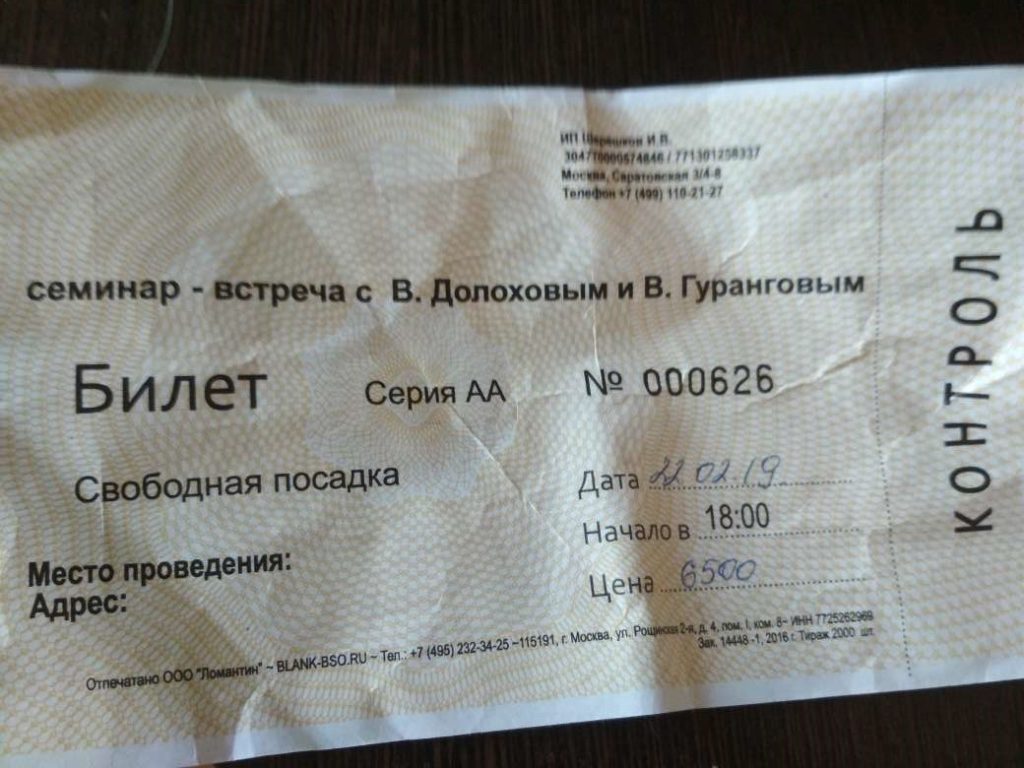 ИП И.В.
304770000574646 / 771301256337
Москва, Саратовская 3/4-8
Телефон +7 (499) 110-21-27
семинар - встреча с В. Долоховым и В. Гуранговым
Билет Серия АА № 000626
Свободная посадка
Дата 22 02.19
Начало в 18:00
Цена 6500
Место проведения:
Адрес:
Отпечатано ООО "Ломантин" ~ BLANK-BSO.RU ~ Тел.: +7 (495) 232-34-25 ~115191, г. Москва, ул. Рощинская 2-я, д. 4, пом. I, ком. 8~ ИНН 7725262969
Зак. 14448 -1, 2016 г. Тираж 2000 шт.
КОНТРОЛЬ